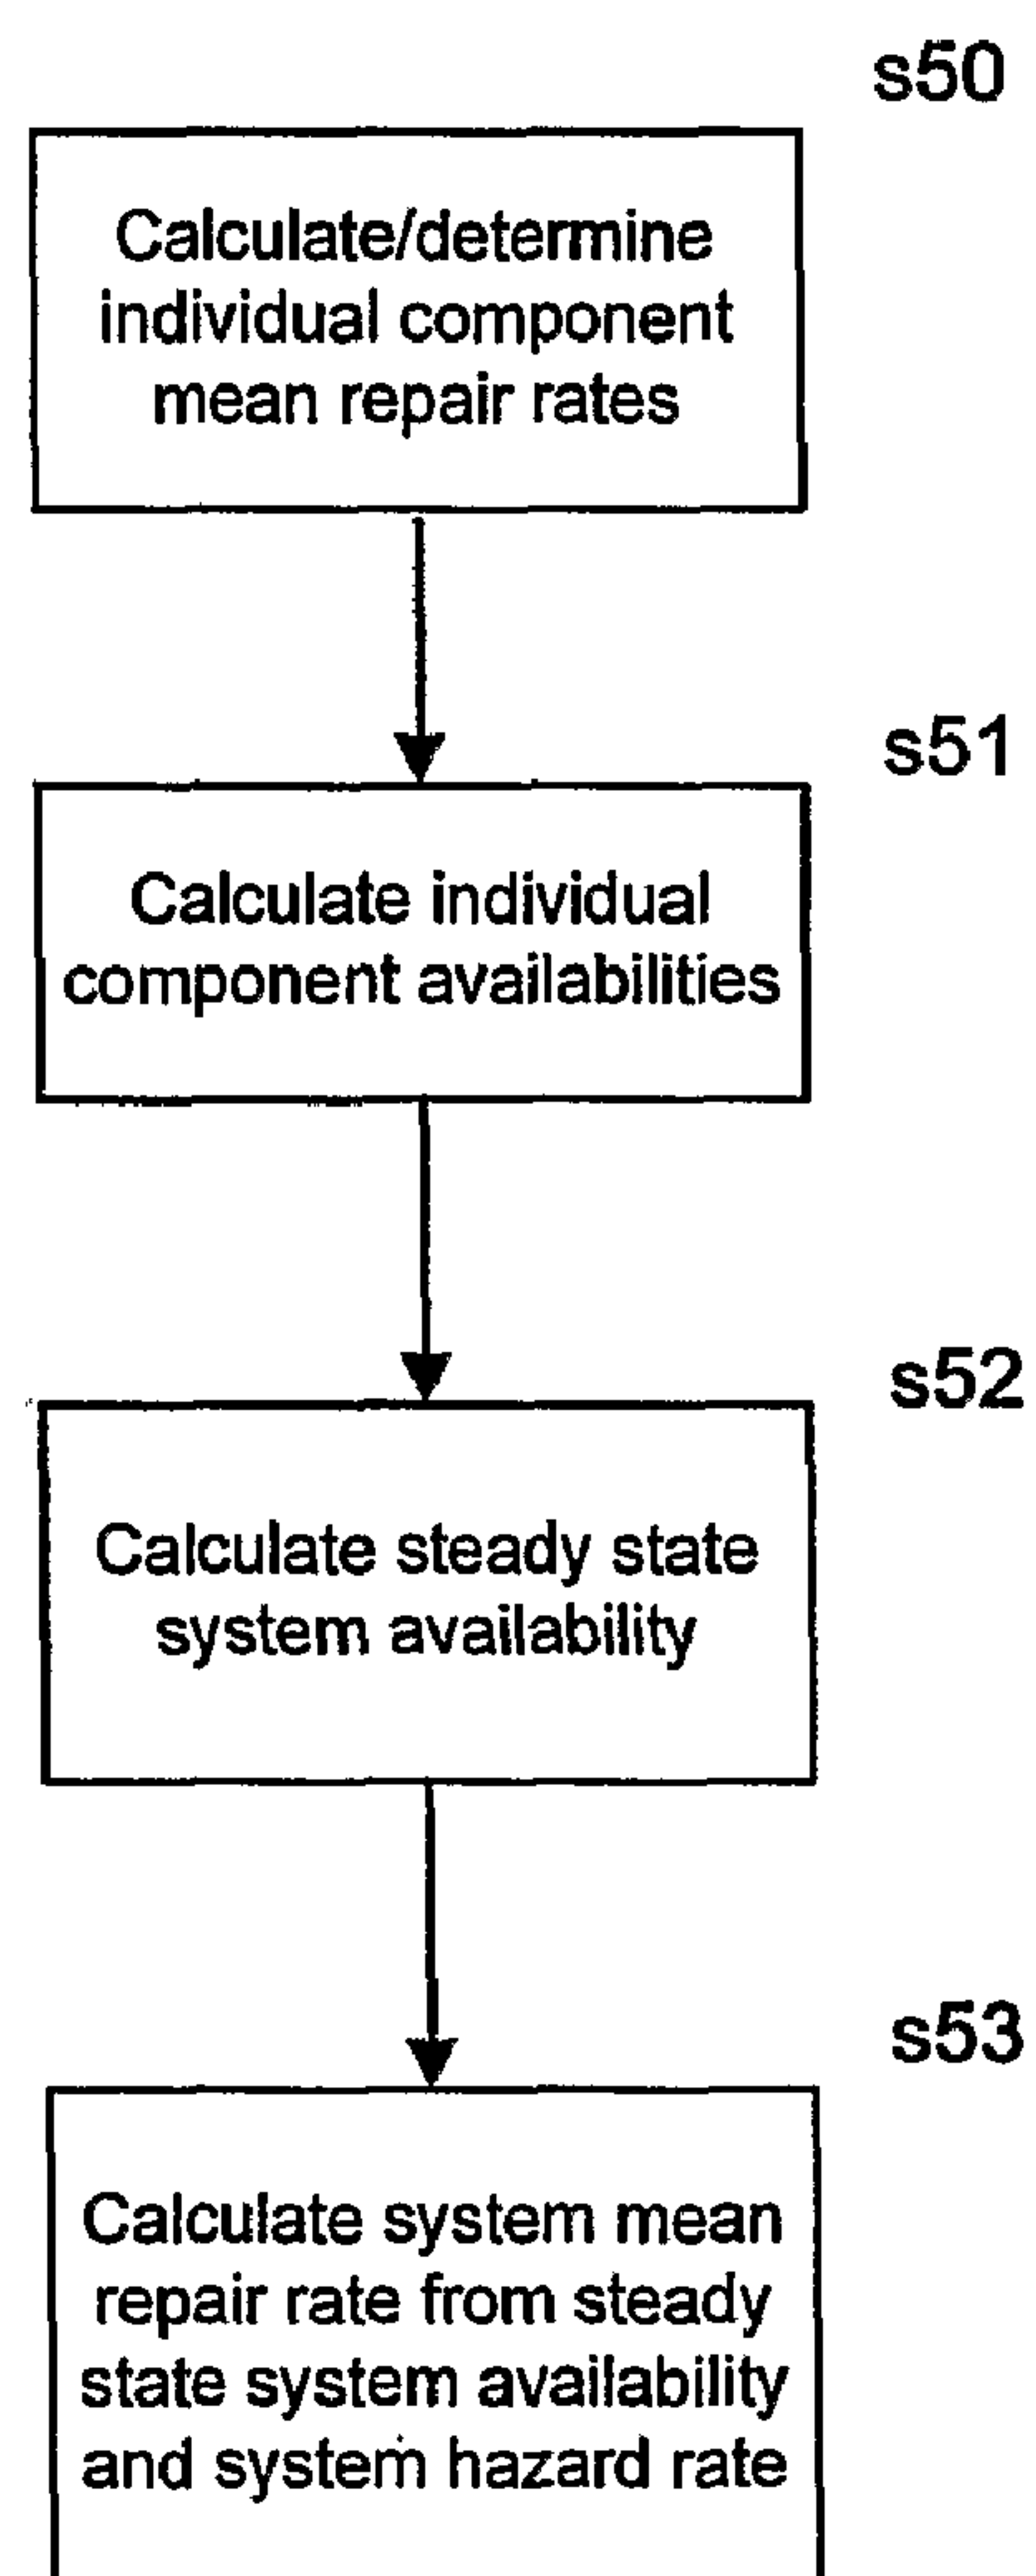 s50
Calculate/determine
individual component
mean repair rates
s51
Calculate individual
component availabilities
s52
Calculate steady state
system availability
s53
Calculate system mean
repair rate from steady
state system availability
and system hazard rate